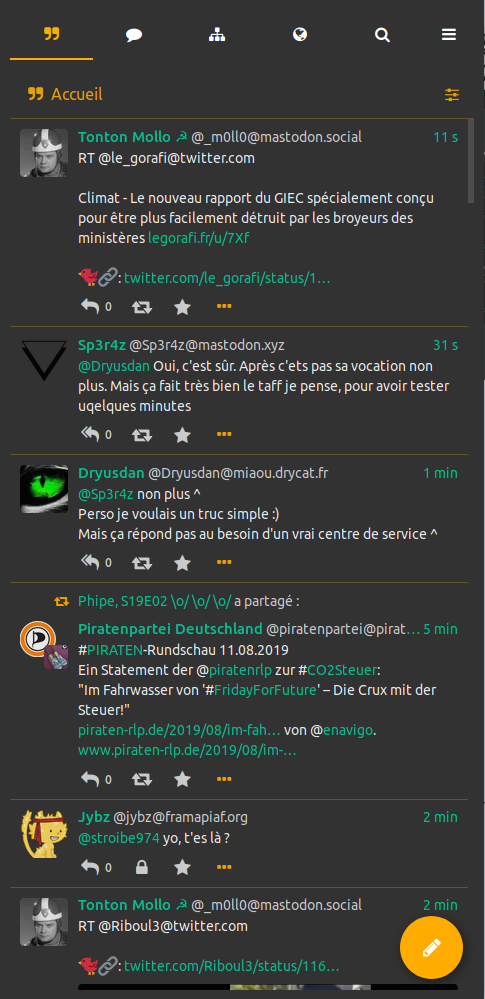 Accueil
Tonton Mollo ☭ @_m0ll0@mastodon.social 11 s
RT @le_gorafi@twitter.com
Climat - Le nouveau rapport du GIEC spécialement conçu
pour être plus facilement détruit par les broyeurs des
ministères legorafi.fr/u/7Xf
🐦🔗: twitter.com/le_gorafi/status/1…
0
Sp3r4z @Sp3r4z@mastodon.xyz 31 s
@Dryusdan Oui, c'est sûr. Après c'ets pas sa vocation non
plus. Mais ça fait très bien le taff je pense, pour avoir tester
uqelques minutes
0
Dryusdan @Dryusdan@miaou.drycat.fr 1 min
@Sp3r4z non plus ^
Perso je voulais un truc simple :)
Mais ça répond pas au besoin d'un vrai centre de service ^
0
Phipe, S19E02 \o/ \o/ \o/ a partagé :
Piratenpartei Deutschland @piratenpartei@pirat… 5 min
#PIRATEN-Rundschau 11.08.2019
Ein Statement der @piratenrlp zur #CO2Steuer:
"Im Fahrwasser von '#FridayForFuture' – Die Crux mit der
Steuer!"
piraten-rlp.de/2019/08/im-fah… von @enavigo.
www.piraten-rlp.de/2019/08/im-…
0
Jybz @jybz@framapiaf.org 2 min
@stroibe974 yo, t'es là ?
0
Tonton Mollo ☭ @_m0ll0@mastodon.social 2 min
RT @Riboul3@twitter.com
🐦🔗: twitter.com/Riboul3/status/116…